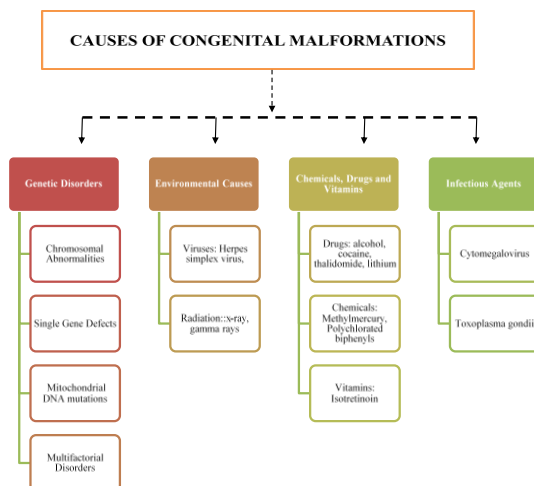 CAUSES OF CONGENITAL MALFORMATIONS
Genetic Disorders
Chromosomal
Abnormalities
Single Gene Defects
Mitochondrial
DNA mutations
Multifactorial
Disorders
Environmental Causes
Viruses: Herpes
simplex virus,
Radiation::x-ray,
gamma rays
Chemicals, Drugs and
Vitamins
Drugs: alcohol,
cocaine,
thalidomide, lithium
Chemicals:
Methylmercury,
Polychlorated
biphenyls
Vitamins:
Isotretinoin
Infectious Agents
Cytomegalovirus
Toxoplasma gondii